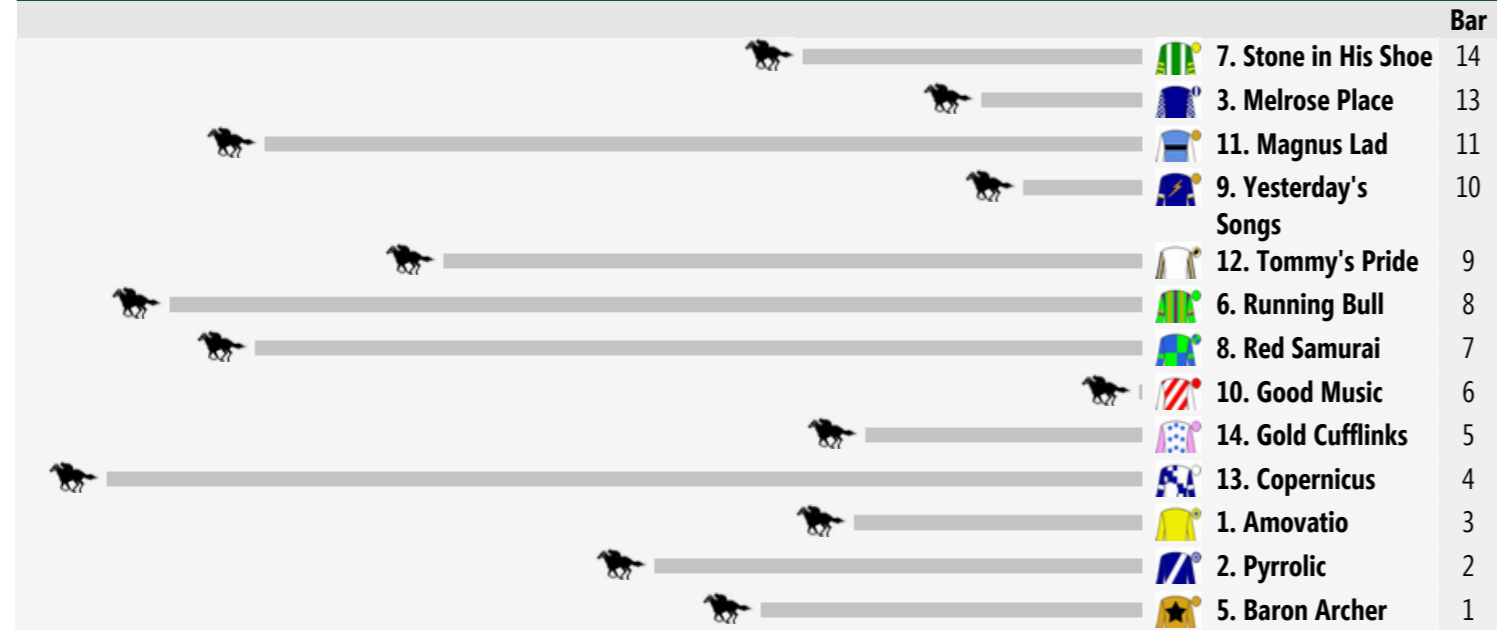 Bar
7. Stone in His Shoe 14
3. Melrose Place 13
11. Magnus Lad 11
9. Yesterday's 10
Songs
12. Tommy's Pride 9
6. Running Bull 8
8. Red Samurai 7
10. Good Music 6
14. Gold Cufflinks 5
13. Copernicus 4
1. Amovatio 3
2. Pyrrolic 2
5. Baron Archer 1